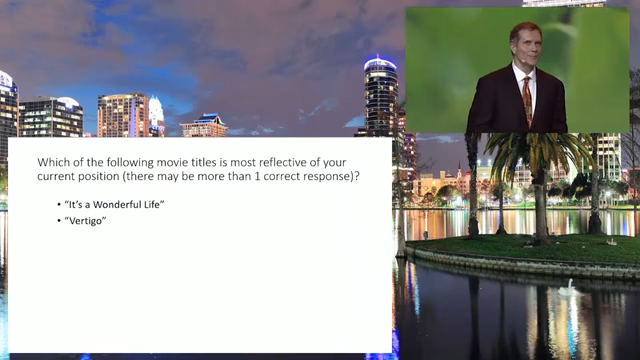 Which of the following movie titles is most reflective of your
current position (there may be more than 1 correct response)?
• “It’s a Wonderful Life”
• “Vertigo”